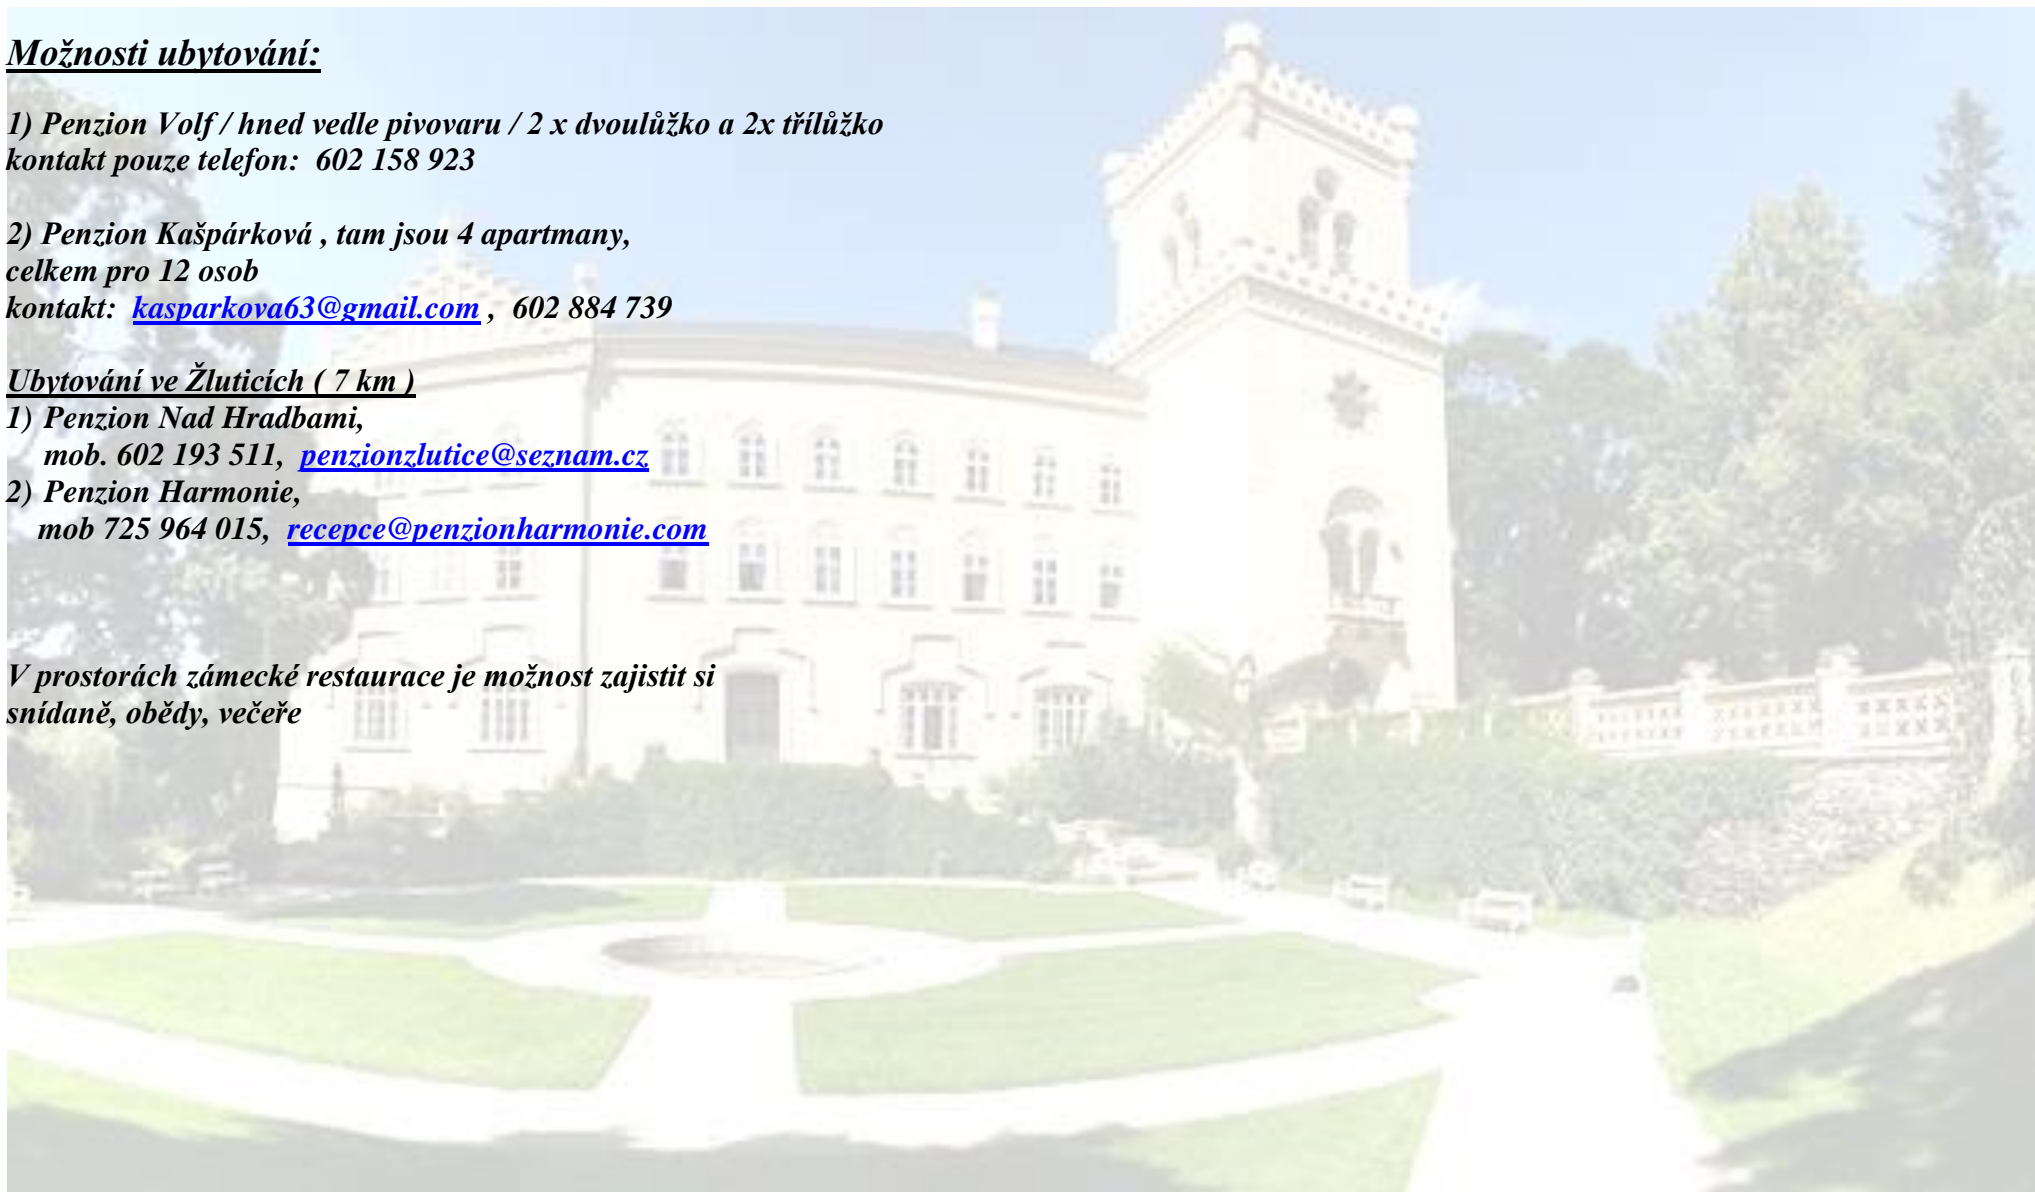 Možnosti ubytování:
1) Penzion Volf / hned vedle pivovaru / 2 x dvoulůžko a 2x třílůžko
kontakt pouze telefon: 602 158 923
2) Penzion Kašpárková , tam jsou 4 apartmany,
celkem pro 12 osob
kontakt: kasparkova63@gmail.com , 602 884 739
Ubytování ve Žluticích ( 7 km )
1) Penzion Nad Hradbami,
mob. 602 193 511, penzionzlutice@seznam.cz
2) Penzion Harmonie,
mob 725 964 015, recepce@penzionharmonie.com
V prostorách zámecké restaurace je možnost zajistit si
snídaně, obědy, večeře